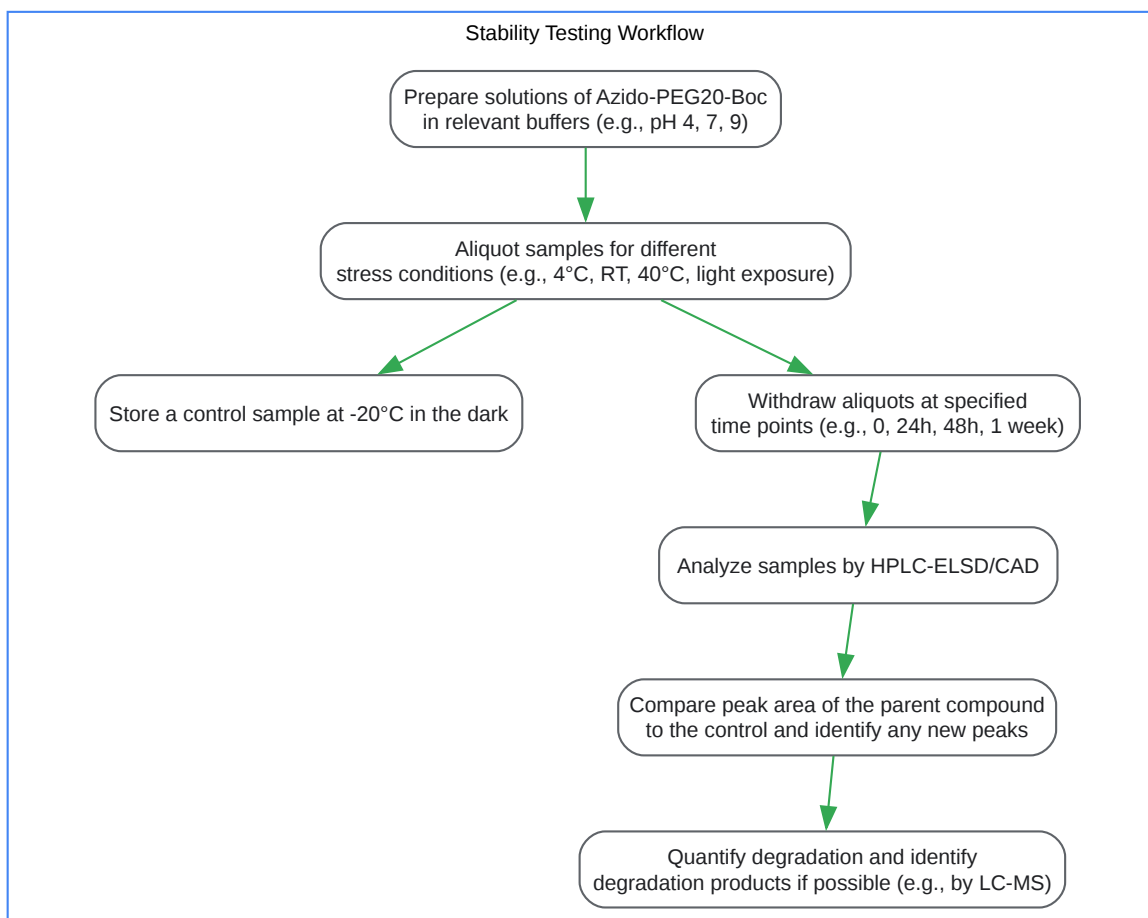 Stability Testing Workflow
Prepare solutions of Azido-PEG20-Boc
in relevant buffers (e.g., pH 4, 7, 9)
Aliquot samples for different
stress conditions (e.g., 4°C, RT, 40°C, light exposure)
Store a control sample at -20°C in the dark
Withdraw aliquots at specified
time points (e.g., 0, 24h, 48h, 1 week)
Analyze samples by HPLC-ELSD/CAD
Compare peak area of the parent compound
to the control and identify any new peaks
Quantify degradation and identify
degradation products if possible (e.g., by LC-MS)